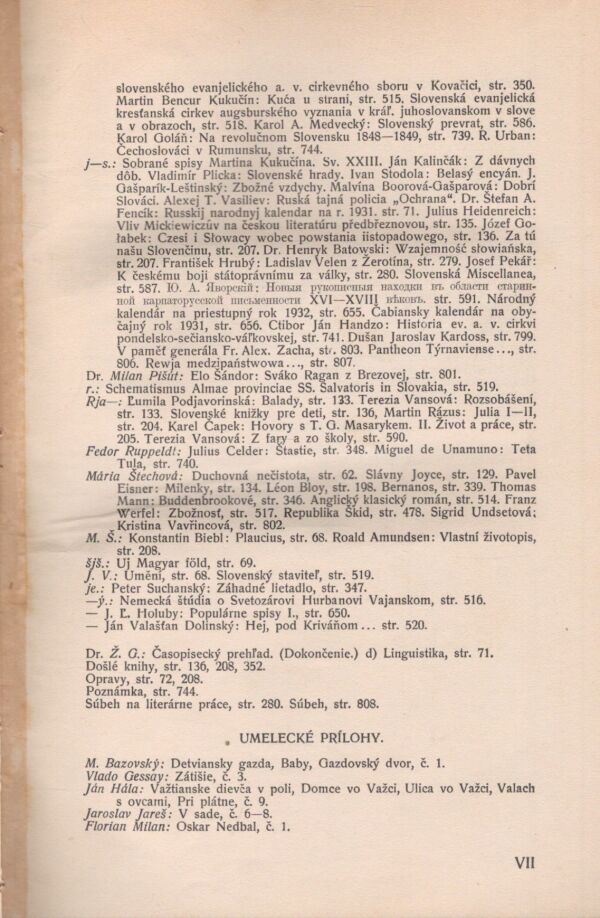 slovenského evanjelického a. v. cirkevného sboru v Kovačici, str. 350.
Martin Bencur Kukučín: Kuća u strani, str. 515. Slovenská evanjelická
kresťanská cirkev augsburského vyznania v kráľ. juhoslovanskom v slove
a v obrazoch, str. 518. Karol A. Medvecký: Slovenský prevrat, str. 586.
Karol Goláň: Na revolučnom Slovensku 1848—1849, str. 739. R. Urban:
Čechoslováci v Rumunsku, str. 744.
j—s.: Sobrané spisy Martina Kukučína. Sv. XXIII. Ján Kalinčák: Z dávnych
dôb. Vladimír Plicka: Slovenské hrady. Ivan Stodola: Belasý encyán. J.
Gašparík-Leštinský: Zbožné vzdychy. Malvína Boorová-Gašparová: Dobrí
Slováci. Alexej T. Vasiliev: Ruská tajná policia „Ochrana“. Dr. Štefan A.
Fencík: Russkij narodnyj kalendar na r. 1931. str. 71. Julius Heidenreich:
Vliv Mickiewiczův na českou literatúru předbřeznovou, str. 135. Józef Go-
łabek: Czesi i Słowacy wobec powstania iistopadowego, str. 136. Za tú
našu Slovenčinu, str. 207. Dr. Henryk Batowski: Wzajemność słowiańska,
str. 207. František Hrubý: Ladislav Velen z Žerotína, str. 279. Josef Pekář:
K českému boji státoprávnímu za války, str. 280. Slovenská Miscellanea,
str. 587. Ю. А. Яворскій: Новыя рукописныя находки въ области старин-
ной карпаторусской письменности XVI—XVIII вѣковъ. str. 591. Národný
kalendár na priestupný rok 1932, str. 655. Čabiansky kalendár na oby-
čajný rok 1931, str. 656. Ctibor Ján Handzo: Historia ev. a. v. cirkvi
pondelsko-sečiansko-váľkovskej, str. 741. Dušan Jaroslav Kardoss, str. 799.
V paměť generála Fr. Alex. Zacha, str. 803. Pantheon Týrnaviense..., str.
806. Rewja medzipaństwowa..., str. 807.
Dr. Milan Pišút: Elo Šándor: Sváko Ragan z Brezovej, str. 801.
r.: Schematismus Almae provinciae SS. Salvatoris in Slovakia, str. 519.
Rja—: Ľumila Podjavorinská: Balady, str. 133. Terezia Vansová: Rozsobášení,
str. 133. Slovenské knižky pre deti, str. 136, Martin Rázus: Julia I—II,
str. 204. Karel Čapek: Hovory s T. G. Masarykem. II. Život a práce, str.
205. Terezia Vansová: Z fary a zo školy, str. 590.
Fedor Ruppeldt: Julius Celder: Šťastie, str. 348. Miguel de Unamuno: Teta
Tula, str. 740.
Mária Štechová: Duchovná nečistota, str. 62. Slávny Joyce, str. 129. Pavel
Eisner: Milenky, str. 134. Léon Bloy, str. 198. Bernanos, str. 339. Thomas
Mann: Buddenbrookové, str. 346. Anglický klasický román, str. 514. Franz
Werfel: Zbožnosť, str. 517. Republika Škid, str. 478. Sigrid Undsetová:
Kristina Vavřincová, str. 802.
M. Š.: Konstantin Biebl: Plaucius, str. 68. Roald Amundsen: Vlastní životopis,
str. 208.
šjš.: Uj Magyar föld, str. 69.
J. V.: Umění, str. 68. Slovenský staviteľ, str. 519.
je.: Peter Suchanský: Záhadné lietadlo, str. 347.
—ý.: Nemecká štúdia o Svetozárovi Hurbanovi Vajanskom, str. 516.
— J. Ľ. Holuby: Populárne spisy I., str. 650.
— Ján Valašťan Dolinský: Hej, pod Kriváňom... str. 520.
Dr. Ž. G.: Časopisecký prehľad. (Dokončenie.) d) Linguistika, str. 71.
Došlé knihy, str. 136, 208, 352.
Opravy, str. 72, 208.
Poznámka, str. 744.
Súbeh na literárne práce, str. 280. Súbeh, str. 808.
UMELECKÉ PRÍLOHY.
M. Bazovský: Detviansky gazda, Baby, Gazdovský dvor, č. 1.
Vlado Gessay: Zátišie, č. 3.
Ján Hála: Važtianske dievča v poli, Domce vo Važci, Ulica vo Važci, Valach
s ovcami, Pri plátne, č. 9.
Jaroslav Jareš: V sade, č. 6—8.
Florian Milan: Oskar Nedbal, č. 1.
VII